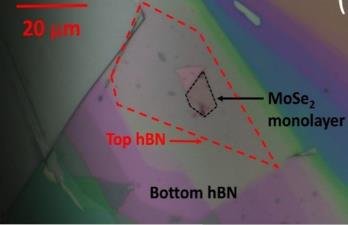 20 μm
(
MoSe₂
monolayer
Top hBN
Bottom hBN